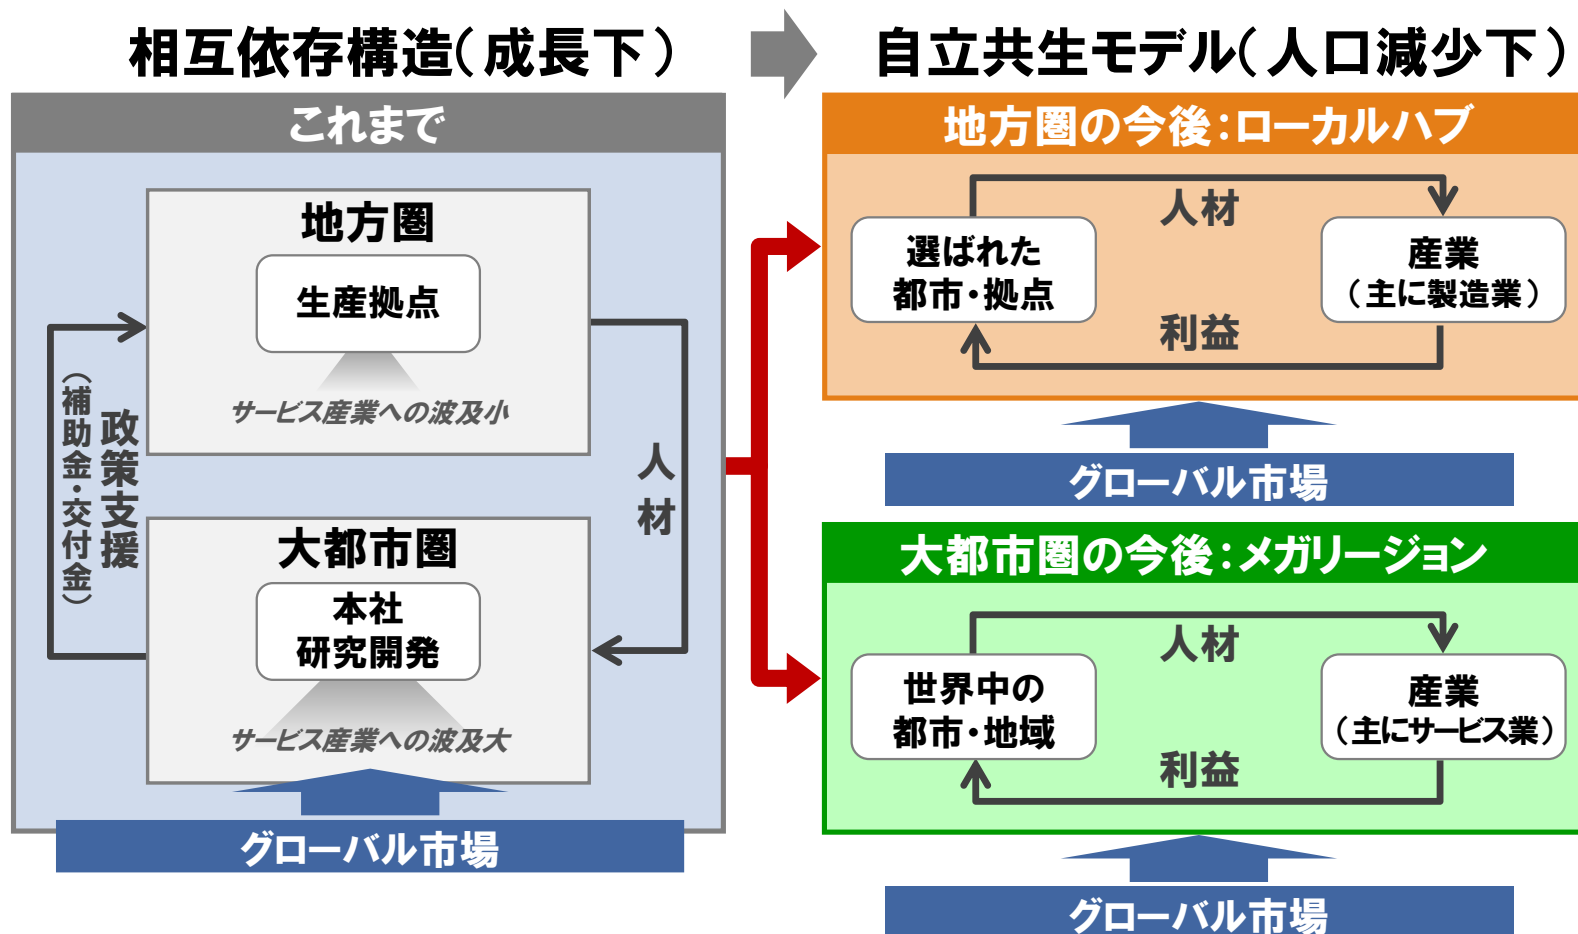 相互依存構造(成長下)
自立共生モデル(人口減少下)
これまで
地方圏
生産拠点
サービス産業への波及小
政策支援
(補助金・交付金)
人材
大都市圏
本社
研究開発
サービス産業への波及大
グローバル市場
地方圏の今後:ローカルハブ
人材
選ばれた
都市・拠点
産業
(主に製造業)
利益
グローバル市場
大都市圏の今後:メガリージョン
人材
世界中の
都市・地域
産業
(主にサービス業)
利益
グローバル市場